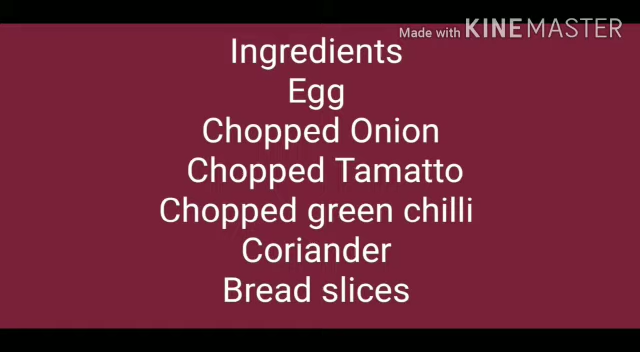 Made with KINEMASTER
Ingredients
Egg
Chopped Onion
Chopped Tamatto
Chopped green chilli
Coriander
Bread slices